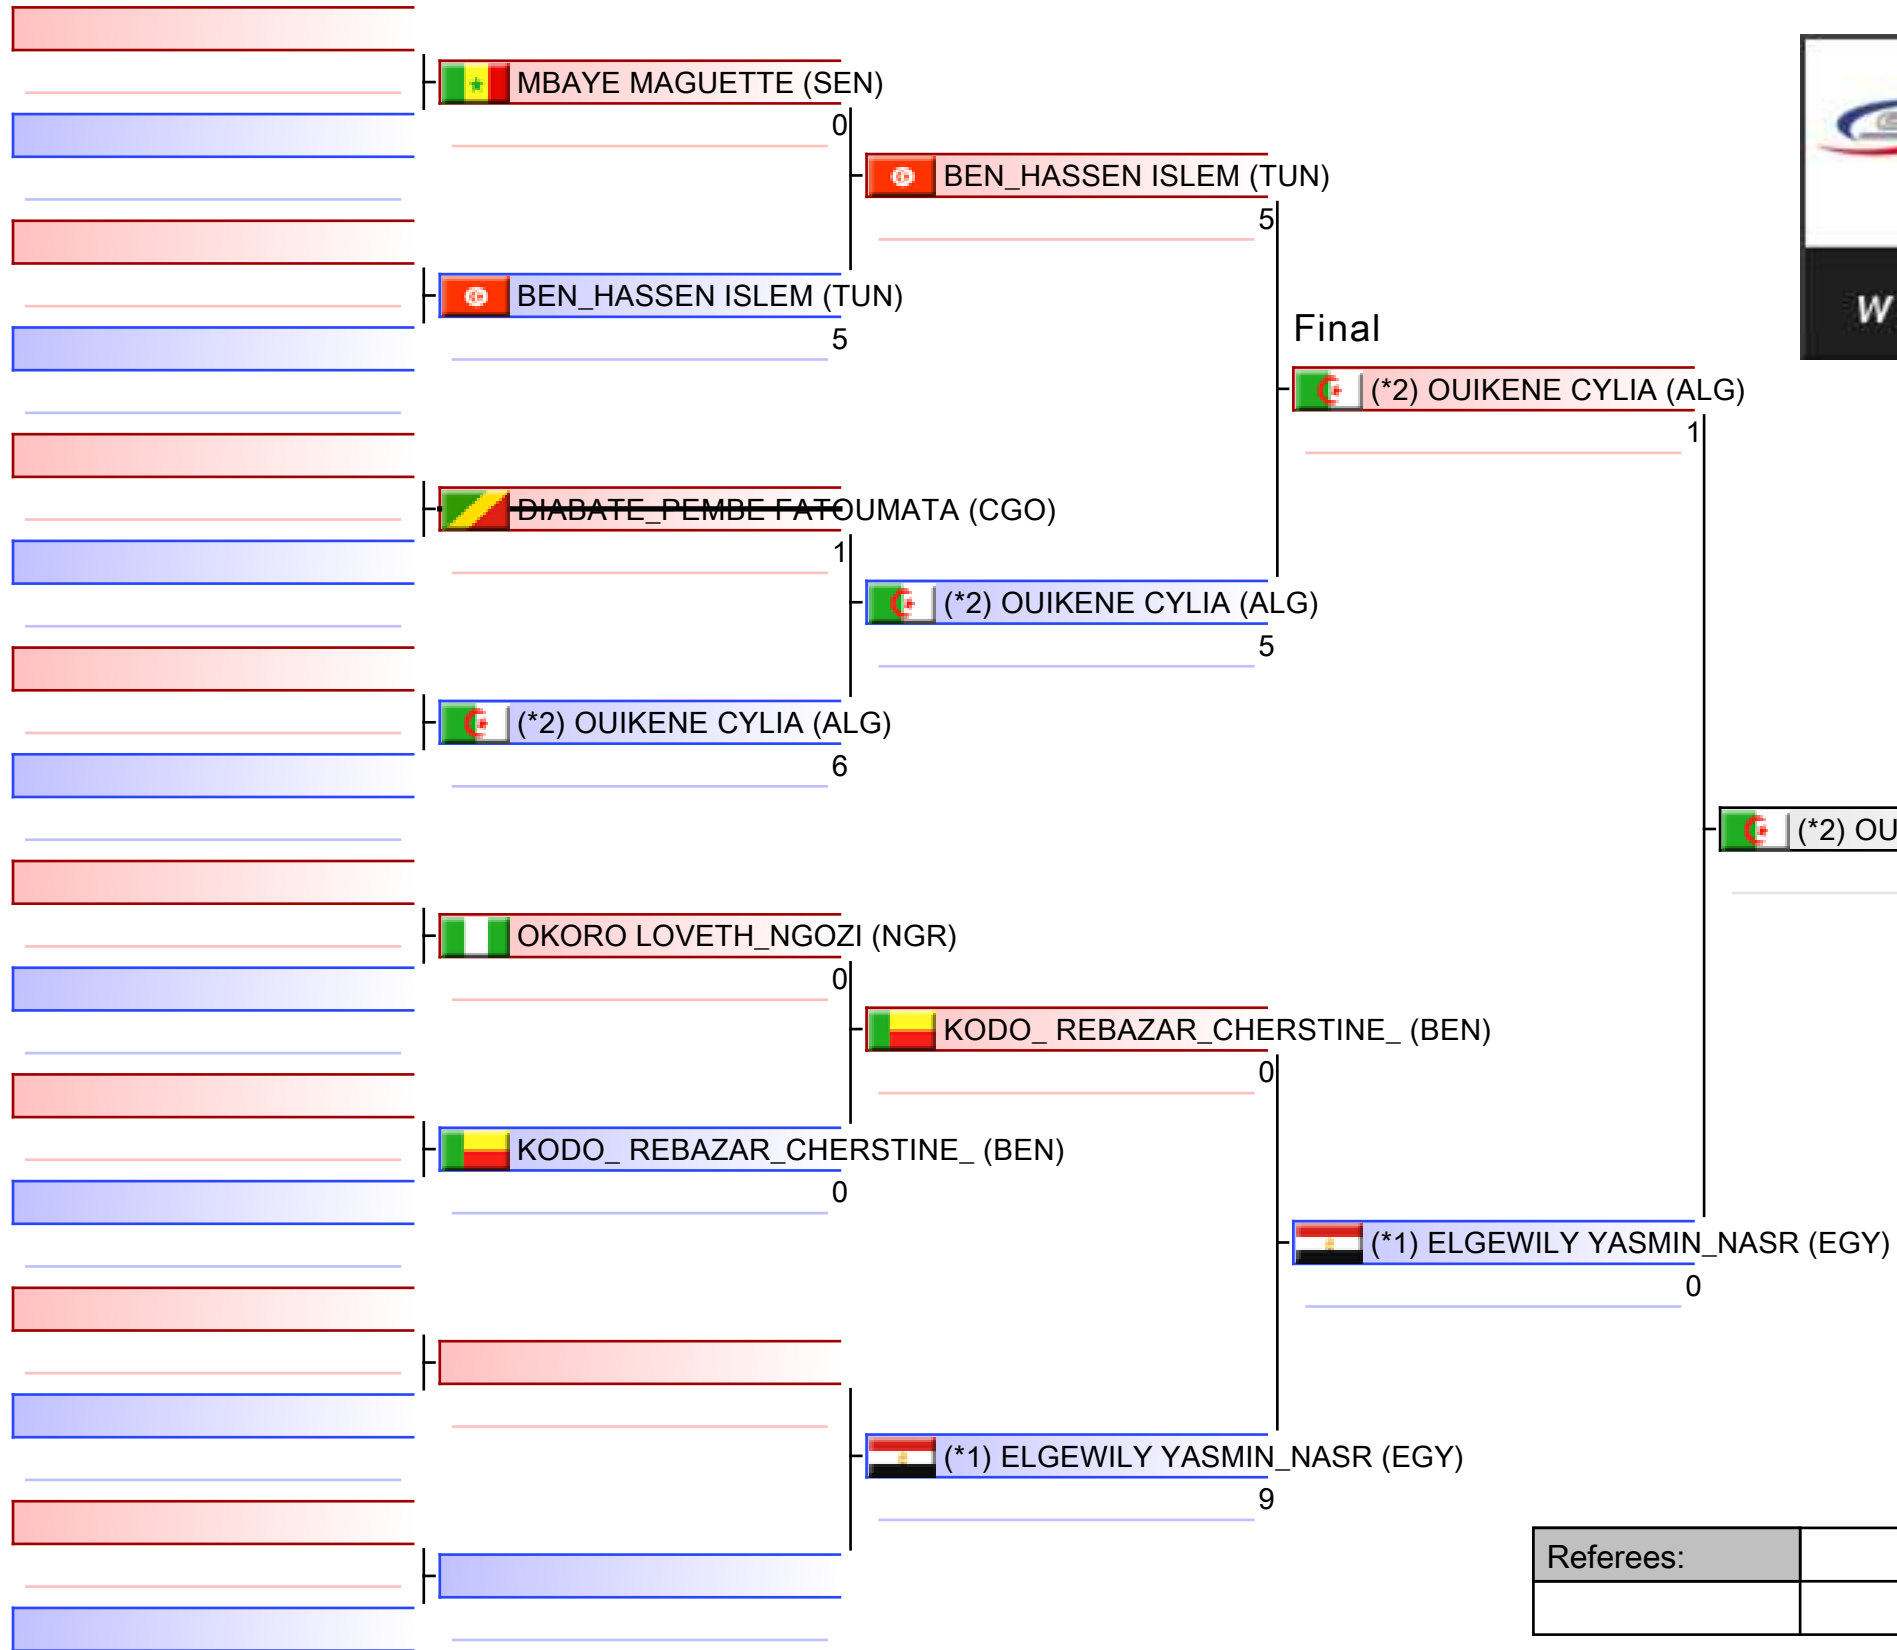 MBAYE MAGUETTE (SEN)
0
BEN_HASSEN ISLEM (TUN)
5
BEN_HASSEN ISLEM (TUN)
5
Final
(*2) OUIKENE CYLIA (ALG)
1
DIABATE_PEMBE FATOUMATA (CGO)
1
(*2) OUIKENE CYLIA (ALG)
5
(*2) OUIKENE CYLIA (ALG)
6
(*2) OU
OKORO LOVETH_NGOZI (NGR)
0
KODO_ REBAZAR_CHERSTINE_ (BEN)
0
KODO_ REBAZAR_CHERSTINE_ (BEN)
0
(*1) ELGEWILY YASMIN_NASR (EGY)
0
(*1) ELGEWILY YASMIN_NASR (EGY)
9
Referees:
W